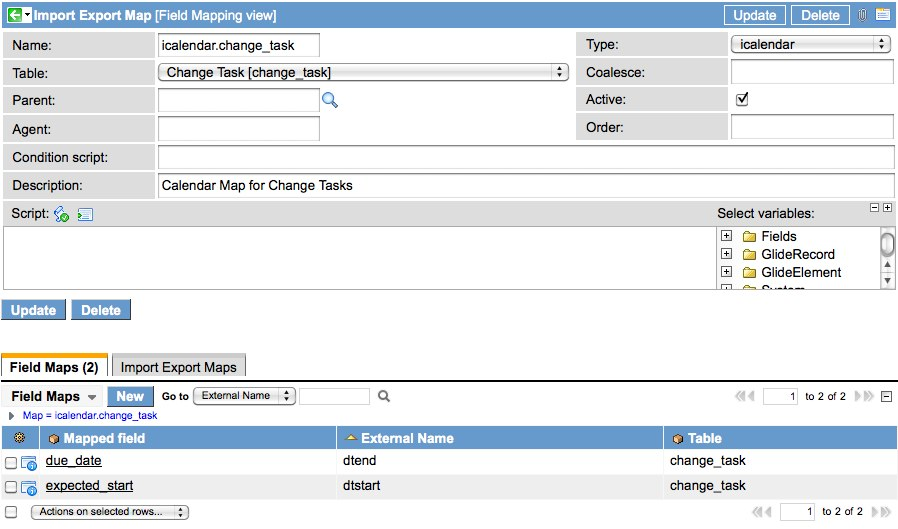 Import Export Map [Field Mapping view] Update Delete
Name: icalendar.change_task Type: icalendar
Table: Change Task [change_task] Coalesce:
Parent: Active:
Agent: Order:
Condition script:
Description: Calendar Map for Change Tasks
Script: Select variables:
Fields
GlideRecord
GlideElement
System
Update Delete
Field Maps (2) Import Export Maps
Field Maps New Go to External Name 1 to 2 of 2
Map = icalendar.change_task
Mapped field External Name Table
due_date dtend change_task
expected_start dtstart change_task
Actions on selected rows... 1 to 2 of 2